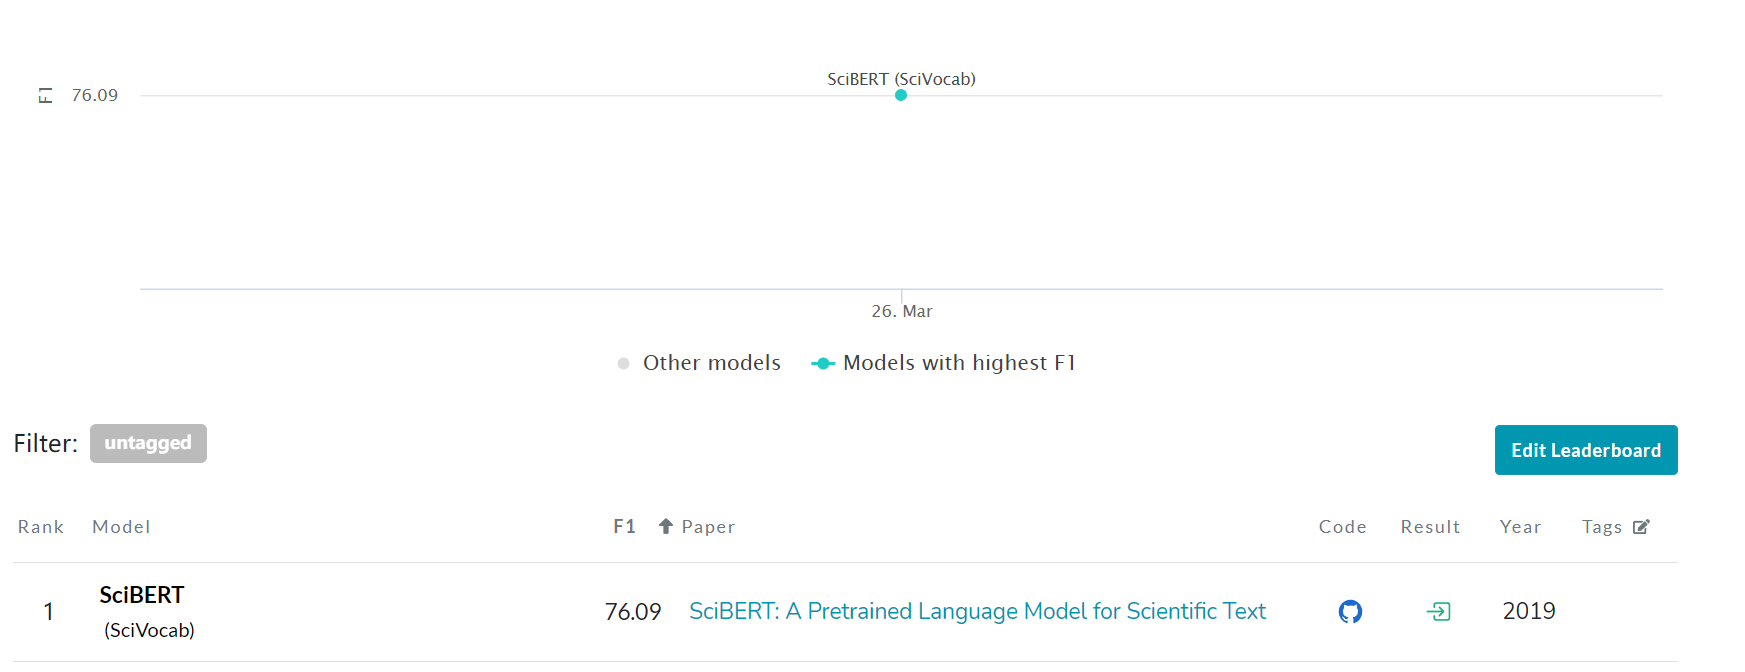 SciBERT (SciVocab)
F1 76.09
26. Mar
Other models Models with highest F1
Filter: untagged
Edit Leaderboard
Rank Model F1 Paper Code Result Year Tags
1 SciBERT (SciVocab) 76.09 SciBERT: A Pretrained Language Model for Scientific Text 2019